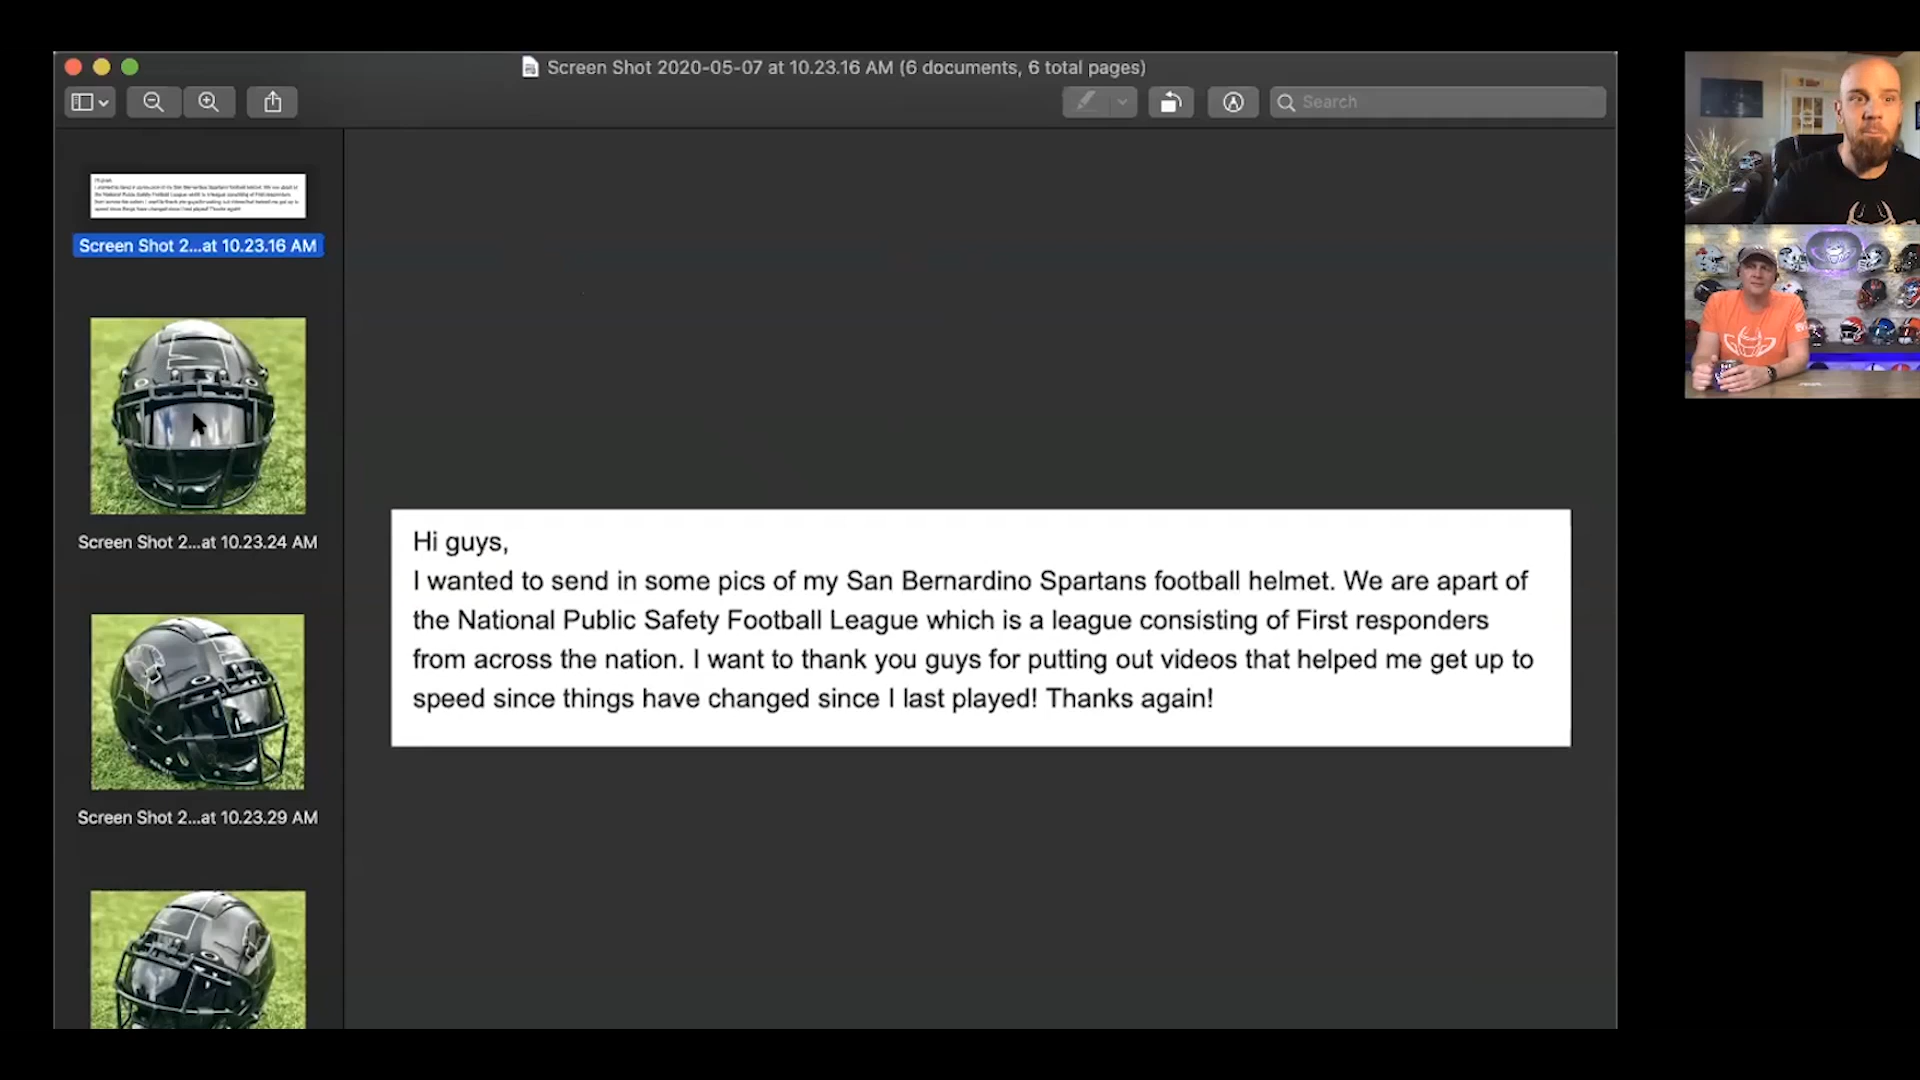 Screen Shot 2020-05-07 at 10.23.16 AM (6 documents, 6 total pages)
Search
Screen Shot 2...at 10.23.16 AM
Screen Shot 2...at 10.23.24 AM
Screen Shot 2...at 10.23.29 AM
Hi guys,
I wanted to send in some pics of my San Bernardino Spartans football helmet. We are apart of
the National Public Safety Football League which is a league consisting of First responders
from across the nation. I want to thank you guys for putting out videos that helped me get up to
speed since things have changed since I last played! Thanks again!